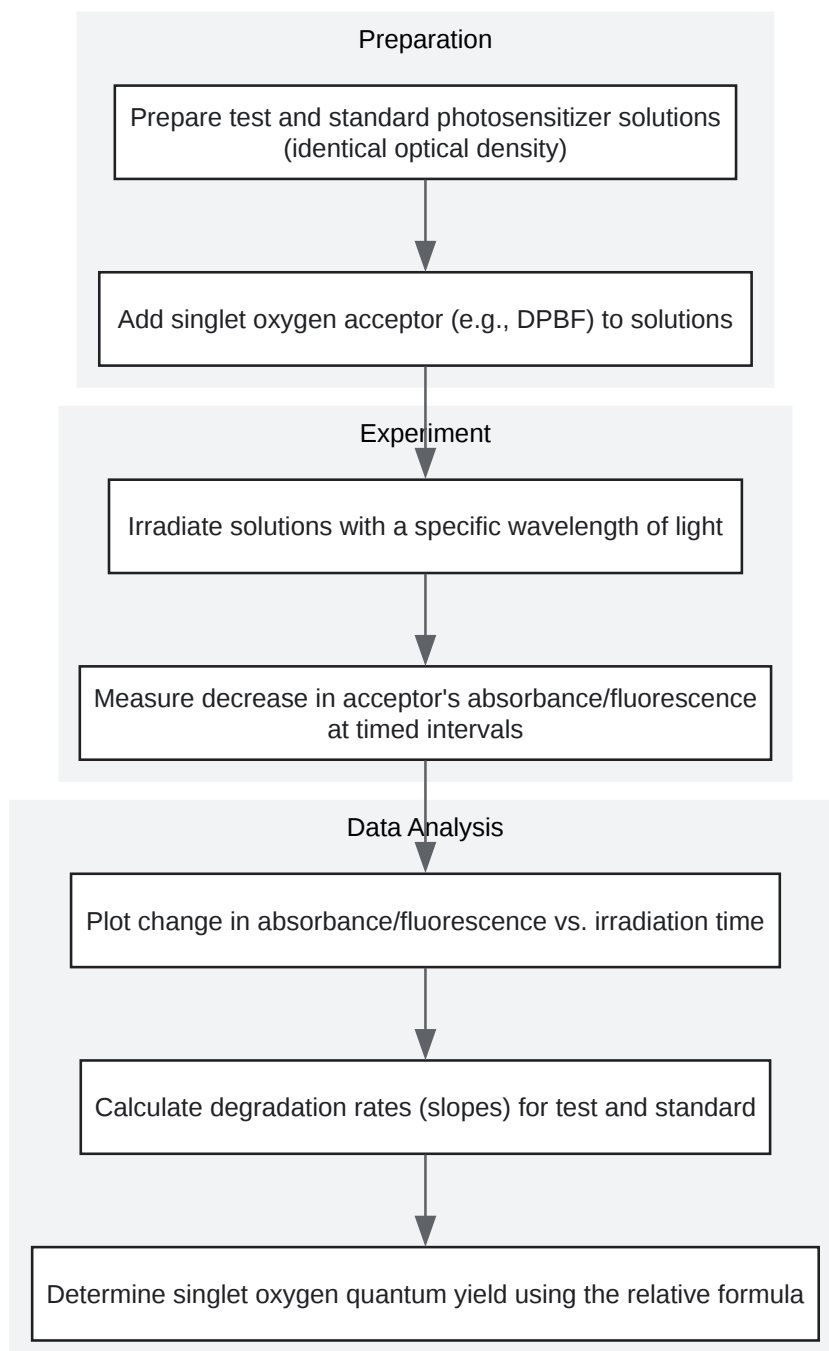 Preparation
Prepare test and standard photosensitizer solutions
(identical optical density)
Add singlet oxygen acceptor (e.g., DPBF) to solutions
Experiment
Irradiate solutions with a specific wavelength of light
Measure decrease in acceptor's absorbance/fluorescence
at timed intervals
Data Analysis
Plot change in absorbance/fluorescence vs. irradiation time
Calculate degradation rates (slopes) for test and standard
Determine singlet oxygen quantum yield using the relative formula